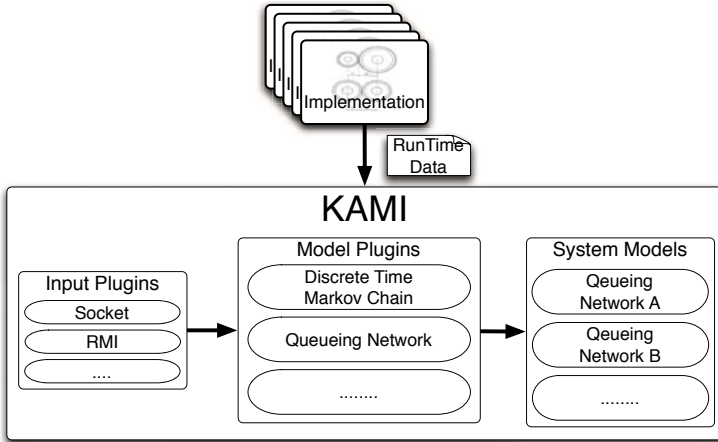 Implementation
RunTime
Data
KAMI
Input Plugins
Socket
RMI
....
Model Plugins
Discrete Time
Markov Chain
Queueing Network
........
System Models
Qeueing
Network A
Qeueing
Network B
........